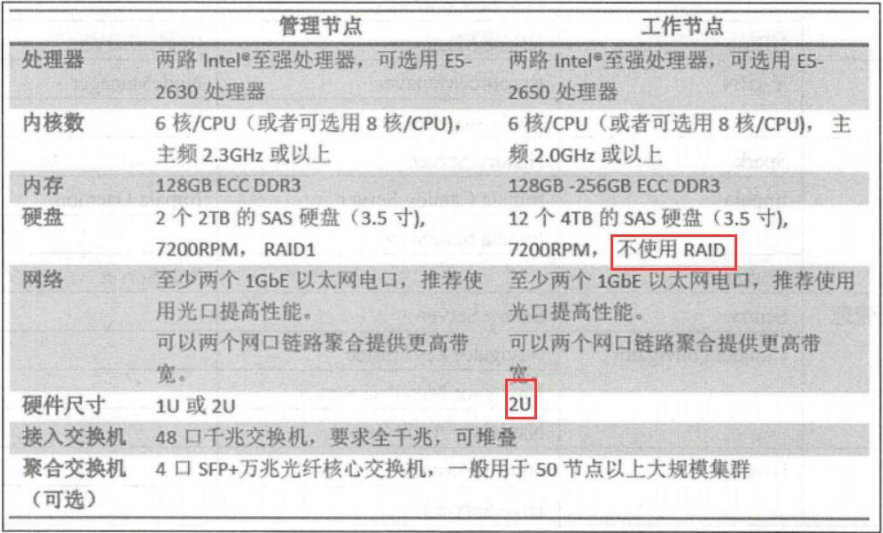 管理节点 工作节点
处理器 两路 Intel®至强处理器，可选用 E5- 两路 Intel®至强处理器，可选用 E5-
2630 处理器 2650 处理器
内核数 6 核/CPU（或者可选用 8 核/CPU)， 6 核/CPU（或者可选用 8 核/CPU)， 主
主频 2.3GHz 或以上 频 2.0GHz 或以上
内存 128GB ECC DDR3 128GB -256GB ECC DDR3
硬盘 2 个 2TB 的 SAS 硬盘（3.5 寸), 12 个 4TB 的 SAS 硬盘（3.5 寸),
7200RPM， RAID1 7200RPM， 不使用 RAID
网络 至少两个 1GbE 以太网电口，推荐使 至少两个 1GbE 以太网电口，推荐使用
用光口提高性能。 光口提高性能。
可以两个网口链路聚合提供更高带 可以两个网口链路聚合提供更高带
宽。 宽。
硬件尺寸 1U 或 2U 2U
接入交换机 48 口千兆交换机，要求全千兆，可堆叠
聚合交换机 4 口 SFP+万兆光纤核心交换机，一般用于 50 节点以上大规模集群
（可选）